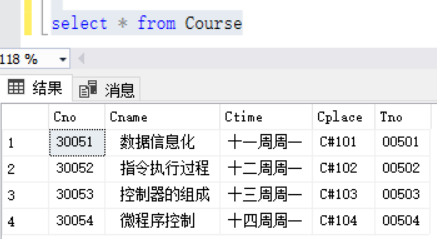 select * from Course
118 %
结果 消息
Cno Cname Ctime Cplace Tno
1 30051 数据信息化 十一周周一 C#101 00501
2 30052 指令执行过程 十二周周一 C#102 00502
3 30053 控制器的组成 十三周周一 C#103 00503
4 30054 微程序控制 十四周周一 C#104 00504